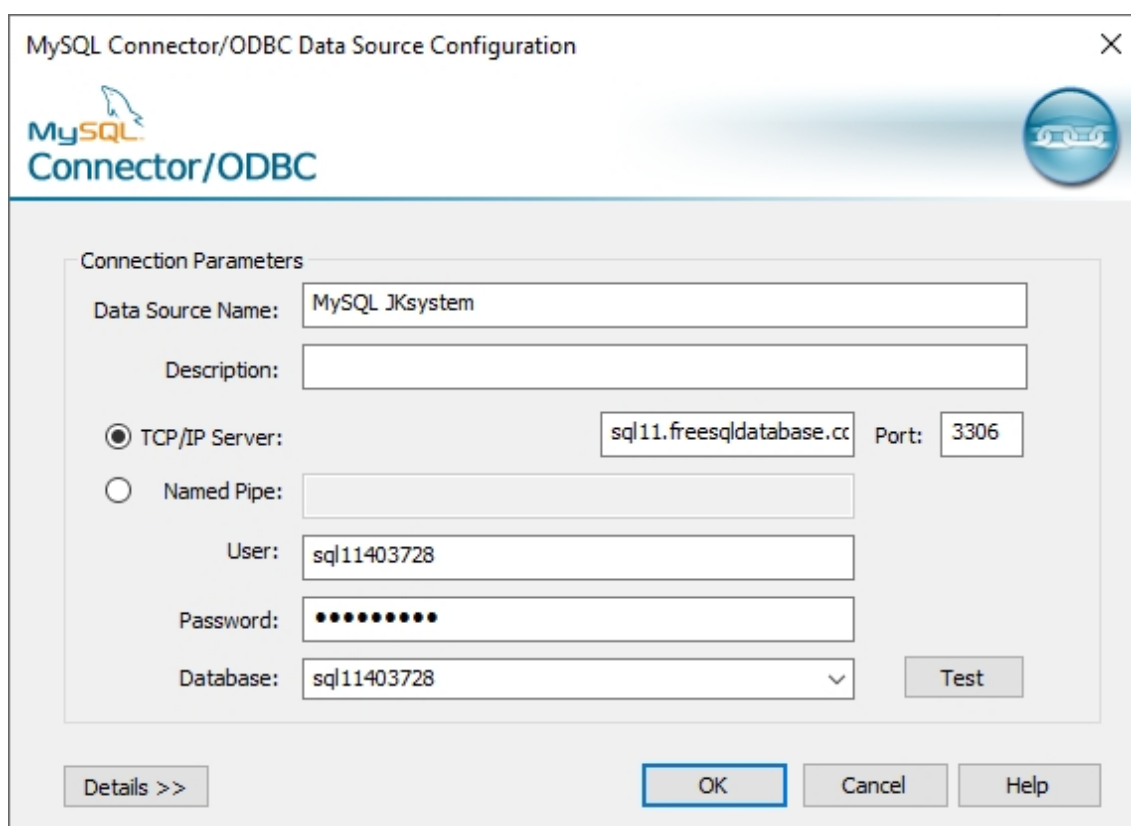 MySQL Connector/ODBC Data Source Configuration
MySQL
Connector/ODBC
Connection Parameters
Data Source Name: MySQL JKsystem
Description:
TCP/IP Server: sql11.freesqldatabase.cc Port: 3306
Named Pipe:
User: sql11403728
Password: •••••••••
Database: sql11403728 Test
Details >> OK Cancel Help